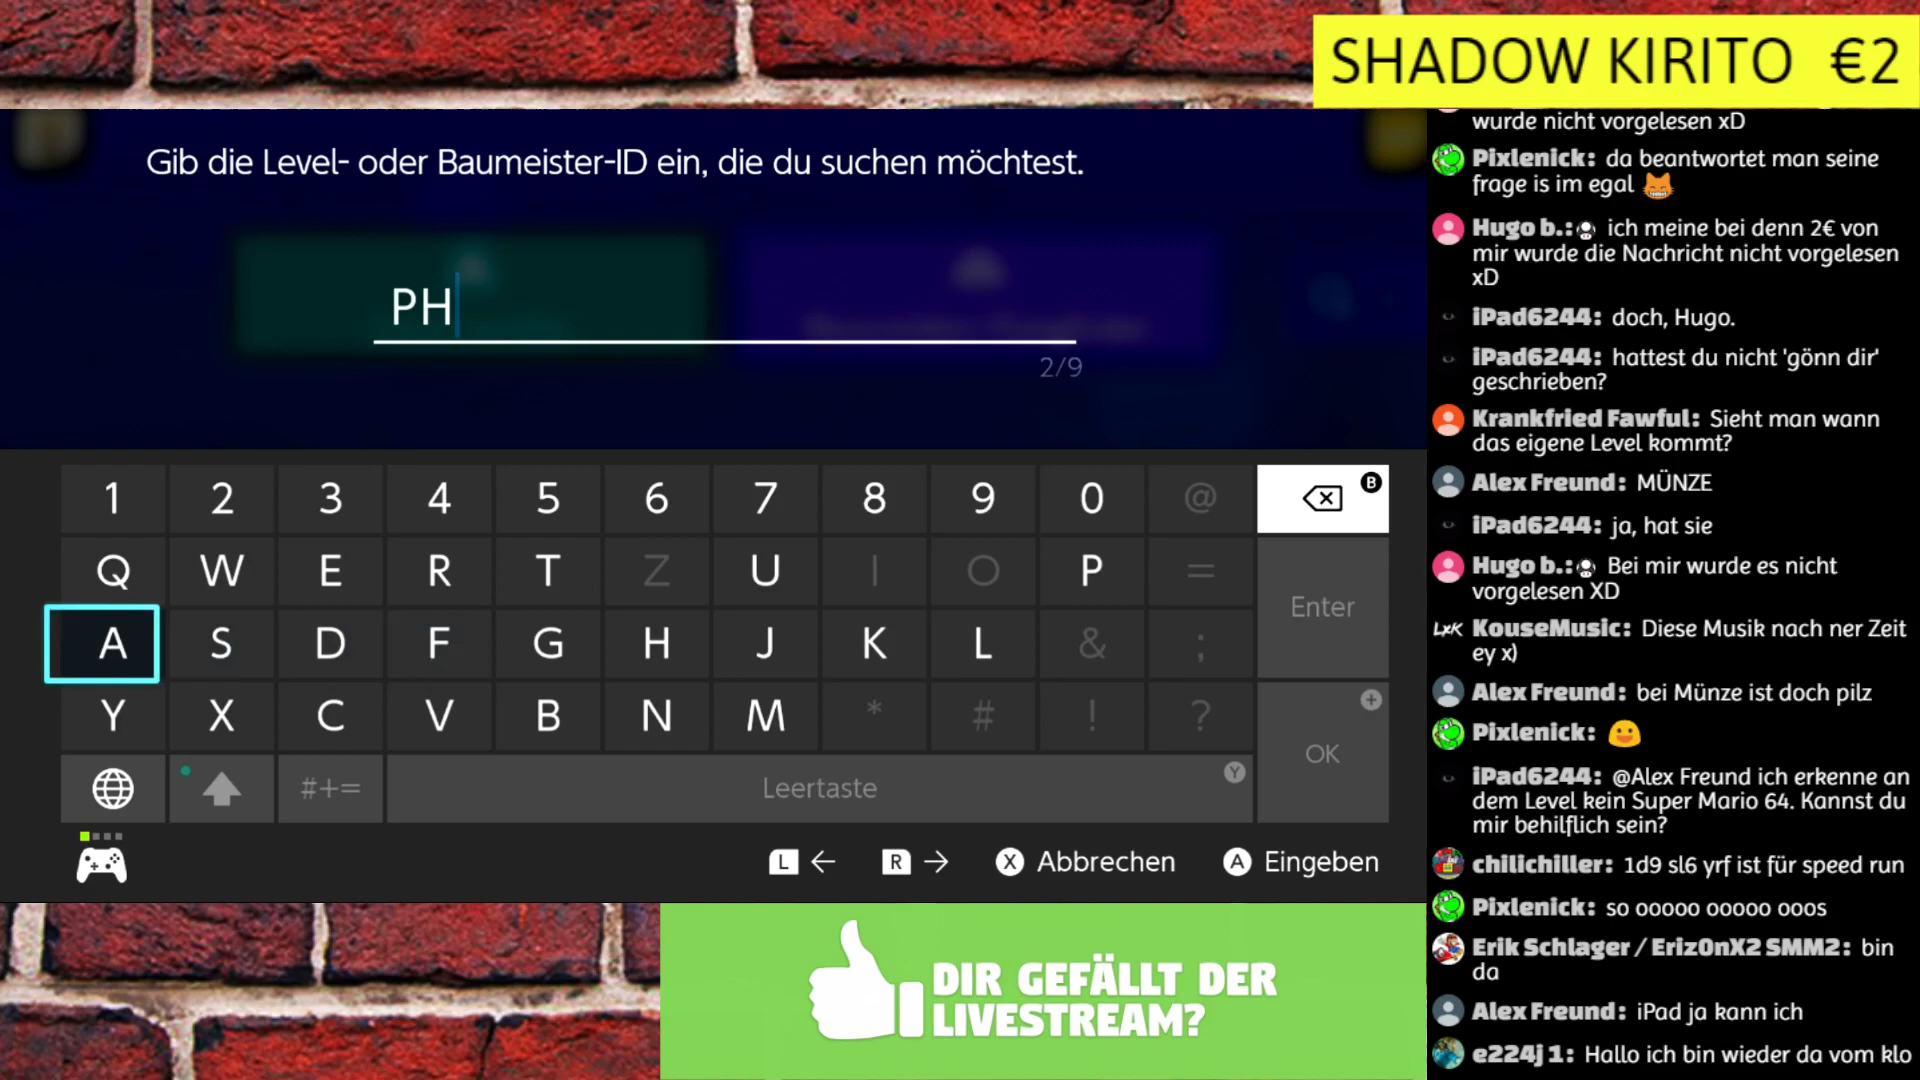 SHADOW KIRITO €2
Gib die Level- oder Baumeister-ID ein, die du suchen möchtest.
PH
2/9
1 2 3 4 5 6 7 8 9 0 @ B
Q W E R T Z U I O P =
Enter
A S D F G H J K L & ;
Y X C V B N M * # ! ?
OK
#+= Leertaste Y
L ← R → X Abbrechen A Eingeben
DIR GEFÄLLT DER
LIVESTREAM?
wurde nicht vorgelesen xD
Pixlenick: da beantwortet man seine
frage is im egal
Hugo b.: ich meine bei denn 2€ von
mir wurde die Nachricht nicht vorgelesen
xD
iPad6244: doch, Hugo.
iPad6244: hattest du nicht 'gönn dir'
geschrieben?
Krankfried Fawful: Sieht man wann
das eigene Level kommt?
Alex Freund: MÜNZE
iPad6244: ja, hat sie
Hugo b.: Bei mir wurde es nicht
vorgelesen XD
LxK KouseMusic: Diese Musik nach ner Zeit
ey x)
Alex Freund: bei Münze ist doch pilz
Pixlenick:
iPad6244: @Alex Freund ich erkenne an
dem Level kein Super Mario 64. Kannst du
mir behilflich sein?
chilichiller: 1d9 sl6 yrf ist für speed run
Pixlenick: so ooooo ooooo ooos
Erik Schlager / Eriz0nX2 SMM2: bin
da
Alex Freund: iPad ja kann ich
e224j 1: Hallo ich bin wieder da vom klo